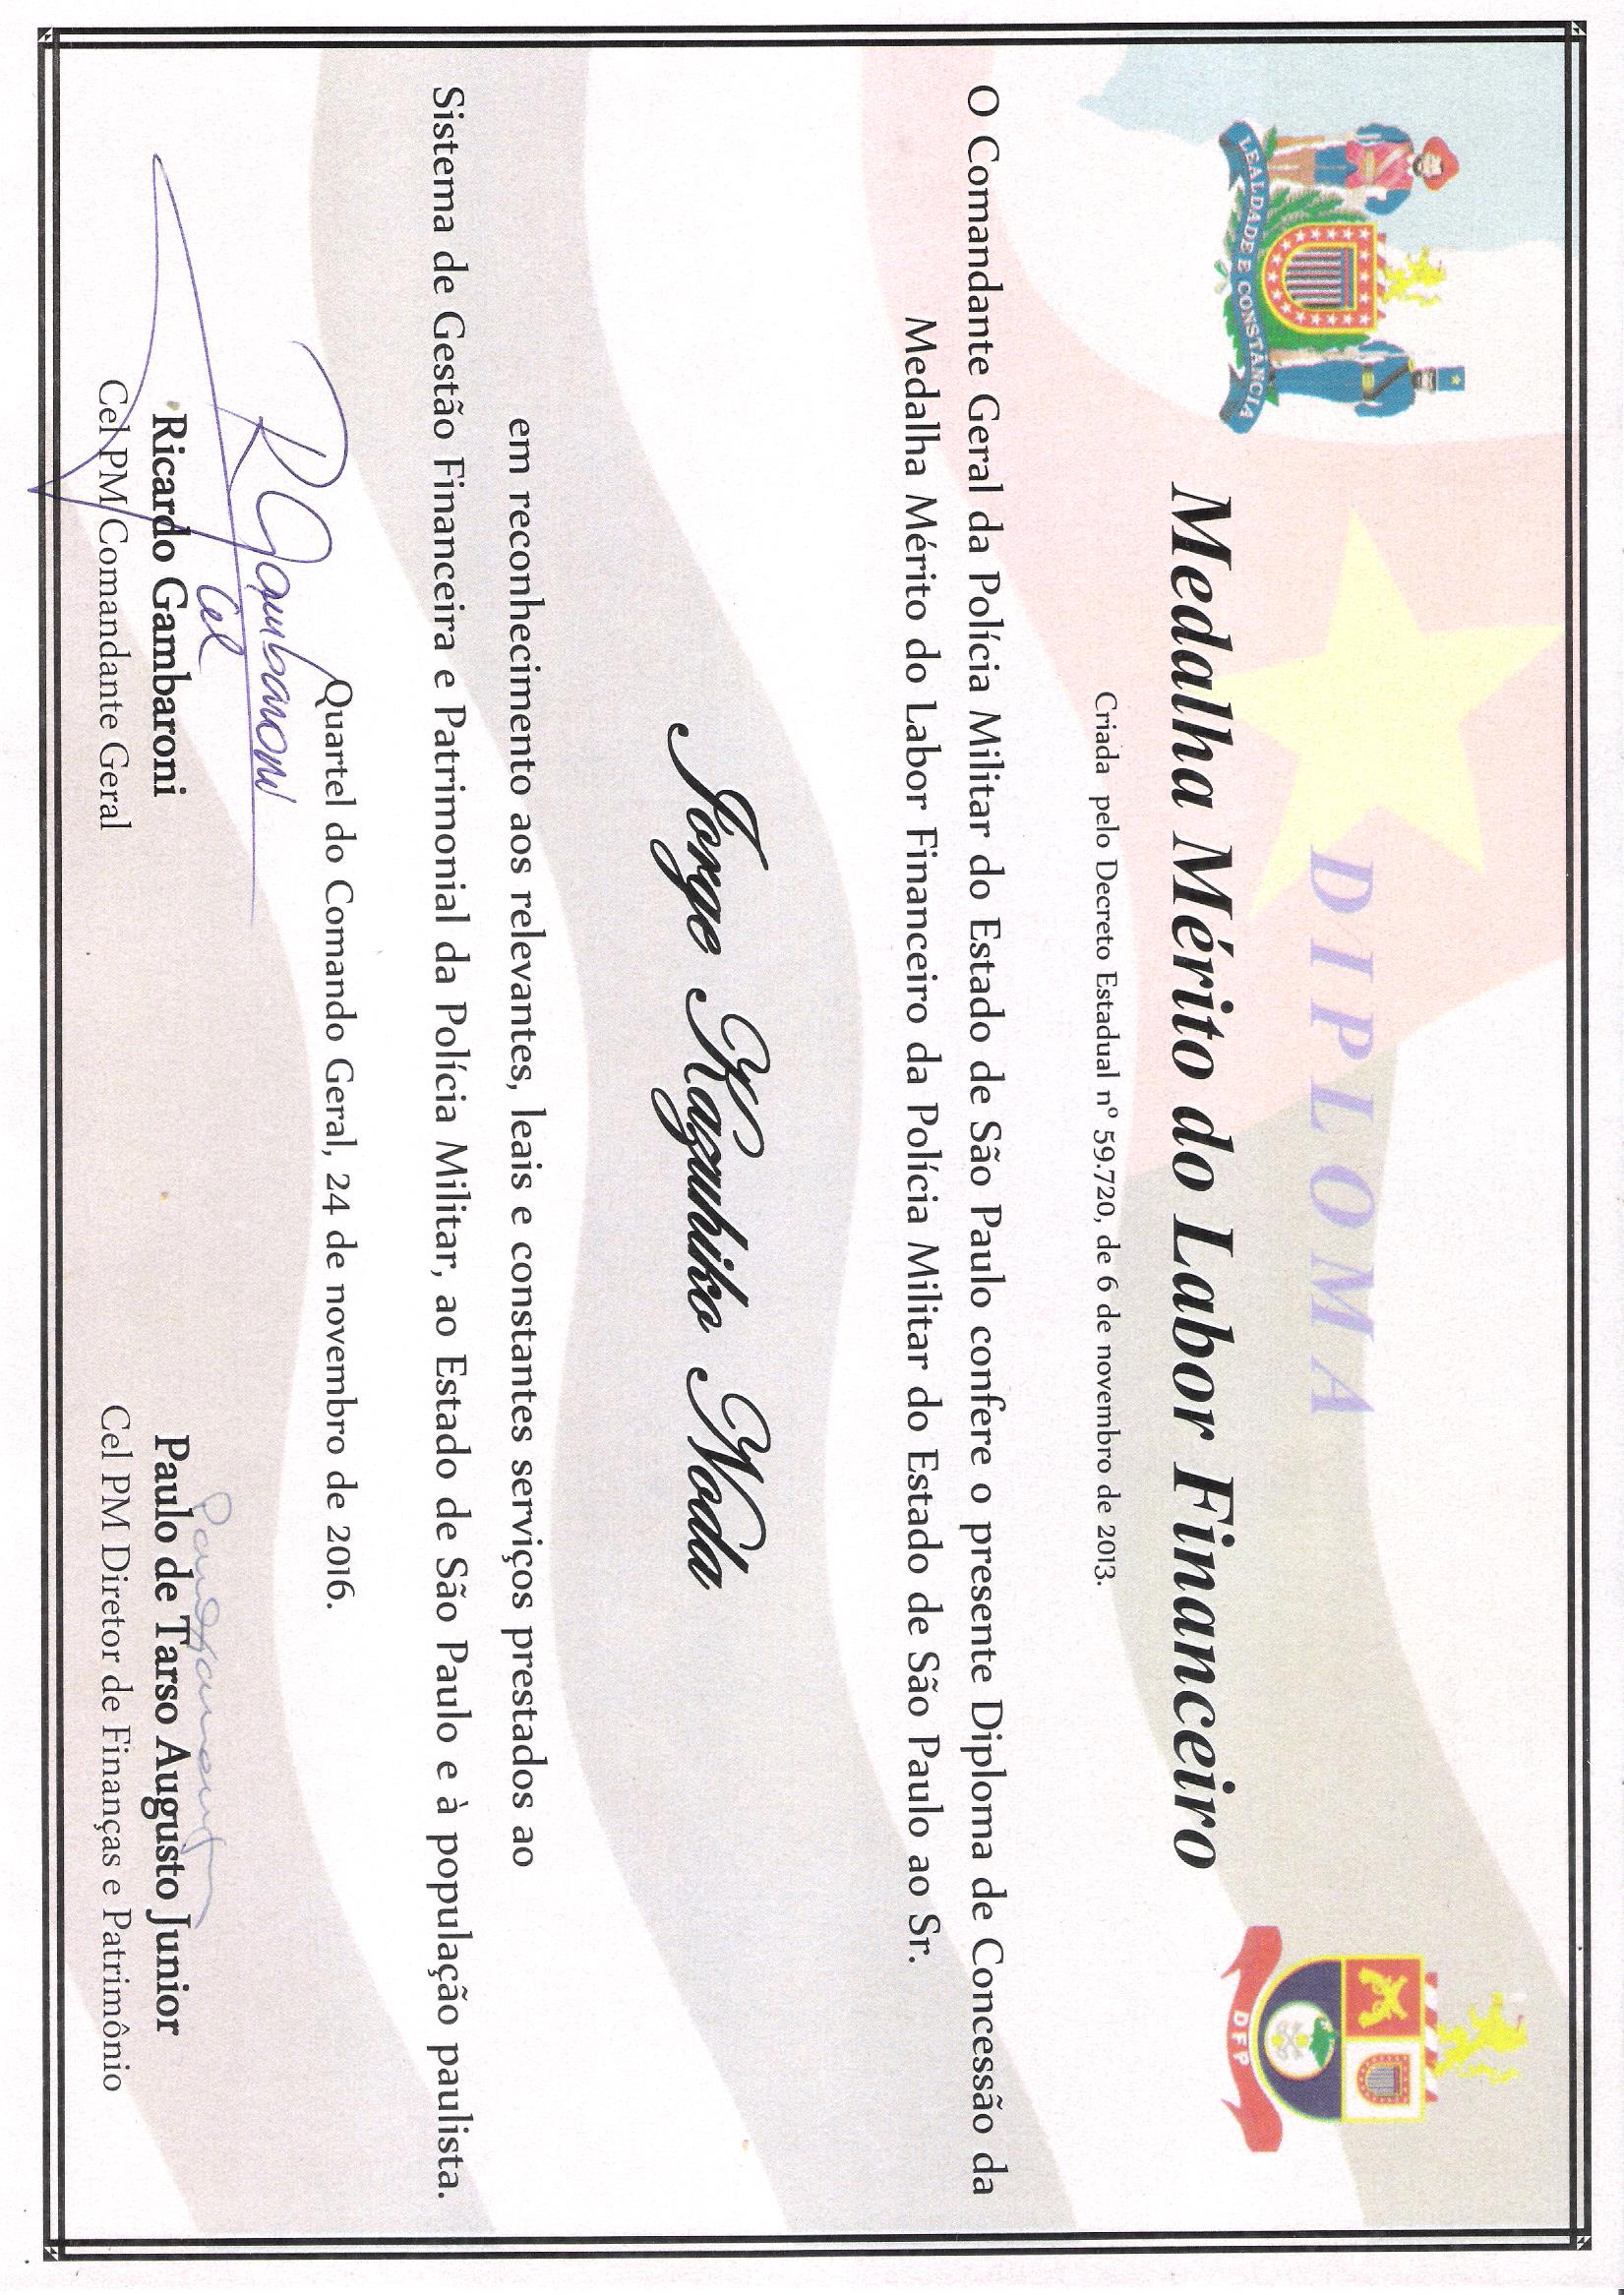 DIPLOMA
LEALDADE E CONSTÂNCIA
DFP
Medalha Mérito do Labor Financeiro
Criada pelo Decreto Estadual nº 59.720, de 6 de novembro de 2013.
O Comandante Geral da Polícia Militar do Estado de São Paulo confere o presente Diploma de Concessão da
Medalha Mérito do Labor Financeiro da Polícia Militar do Estado de São Paulo ao Sr.
Jorge Kazuhiko Noda
em reconhecimento aos relevantes, leais e constantes serviços prestados ao
Sistema de Gestão Financeira e Patrimonial da Polícia Militar, ao Estado de São Paulo e à população paulista.
Quartel do Comando Geral, 24 de novembro de 2016.
R Gambaroni
Cel
Ricardo Gambaroni
Cel PM Comandante Geral
Paulo de Tarso Augusto Junior
Cel PM Diretor de Finanças e Patrimônio